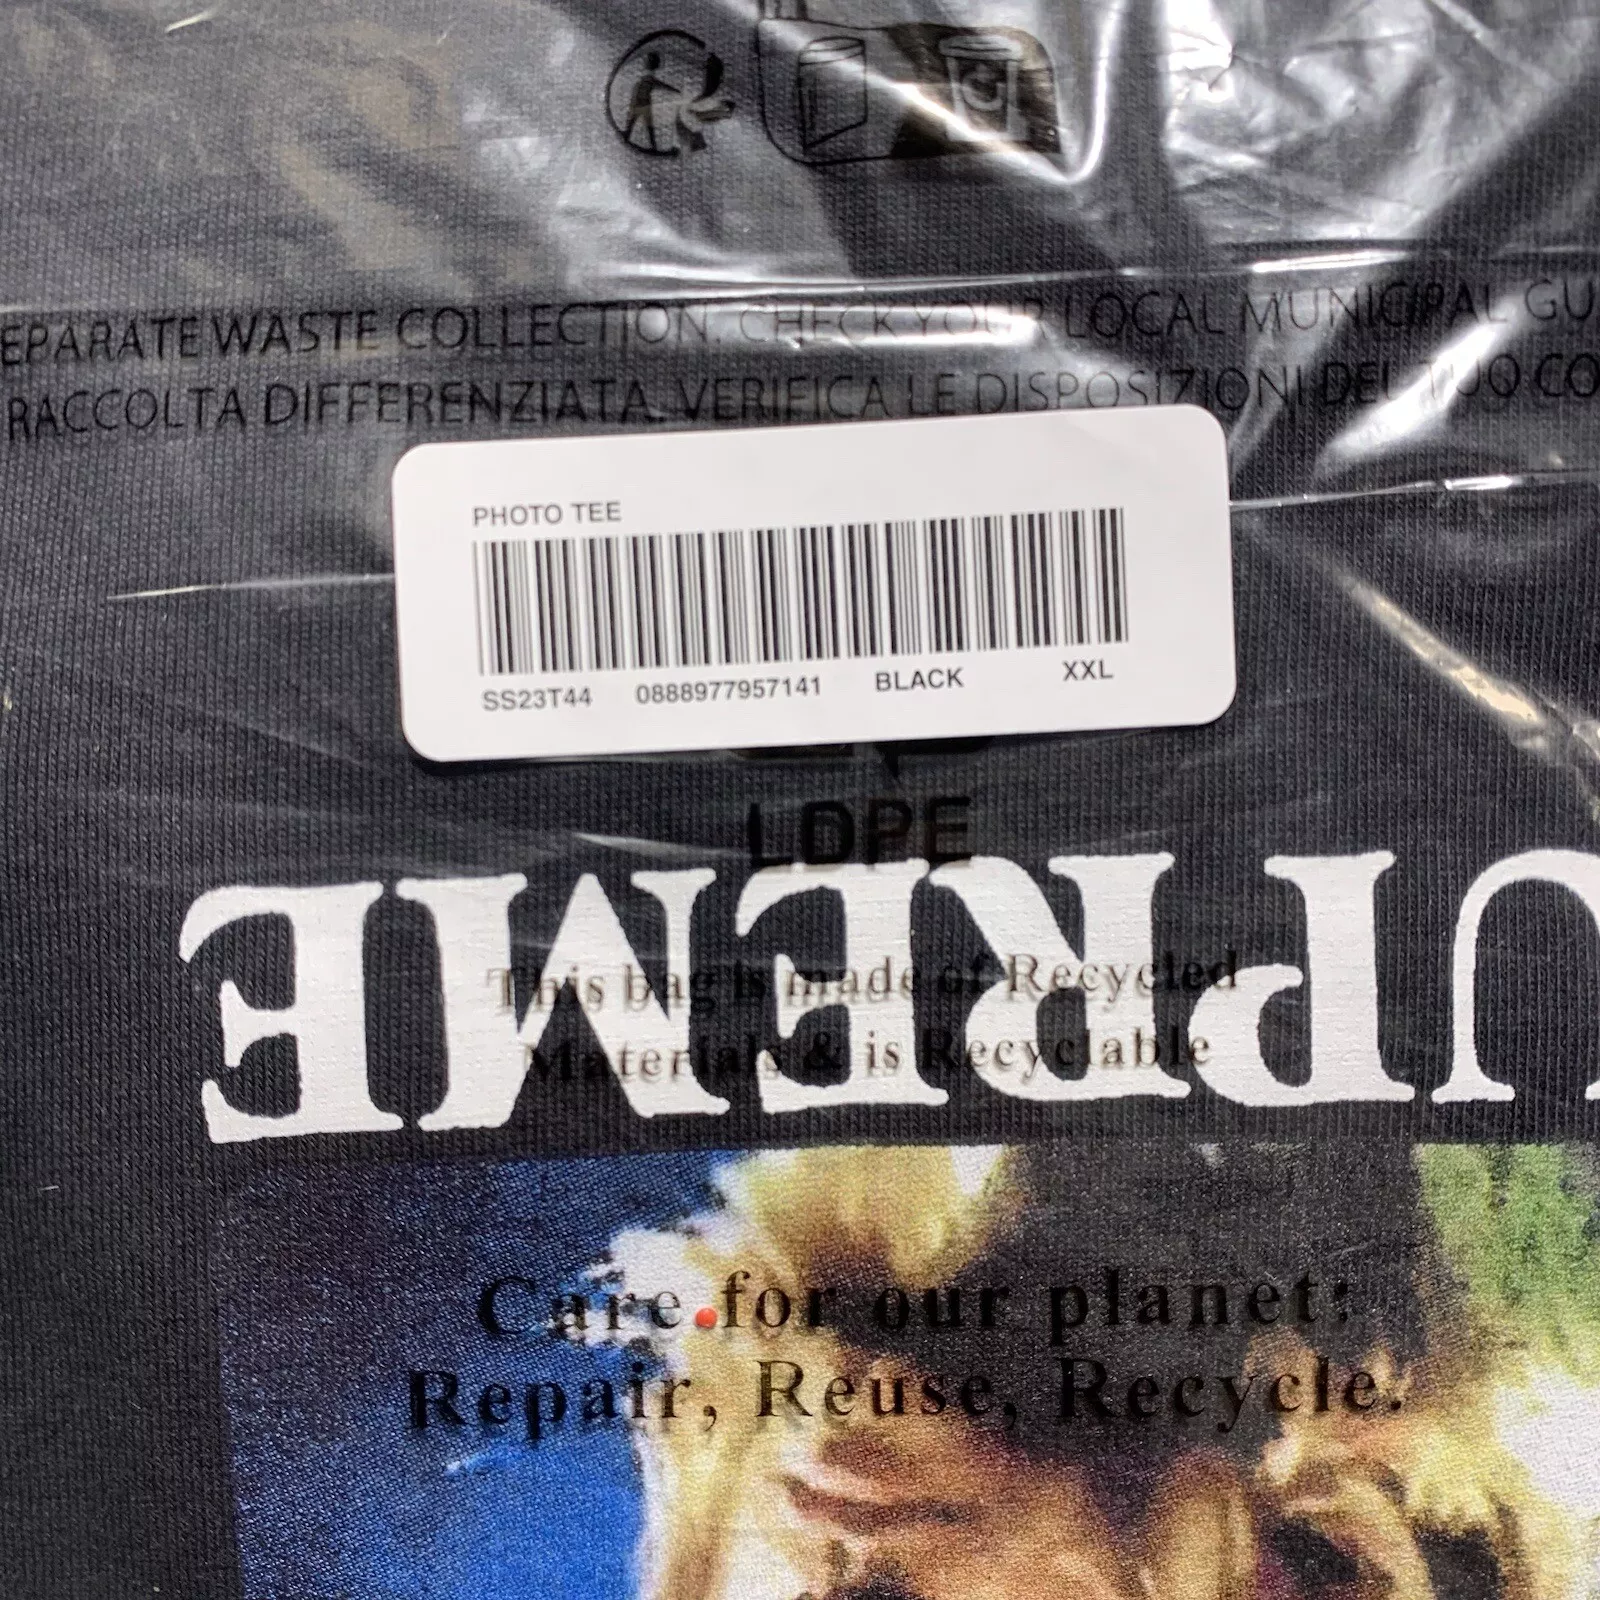 EPARATE WASTE COLLECTION. CHECK YOUR LOCAL MUNICIPAL GU
RACCOLTA DIFFERENZIATA. VERIFICA LE DISPOSIZIONI DEL TUO CO
PHOTO TEE
SS23T44 0888977957141 BLACK XXL
LDPE
UPREME
This bag is made of Recycled
Materials & is Recyclable
Care for our planet:
Repair, Reuse, Recycle.